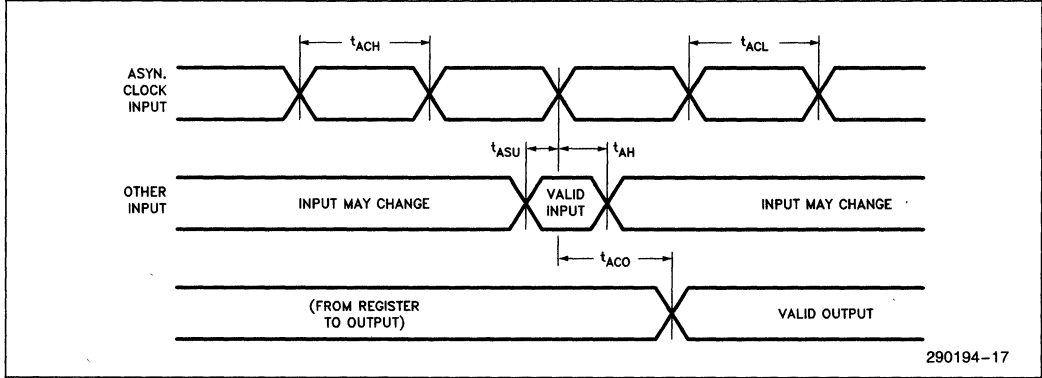 tACH
tACL
ASYN.
CLOCK
INPUT
tASU
tAH
OTHER
INPUT
INPUT MAY CHANGE
VALID
INPUT
INPUT MAY CHANGE
tACO
(FROM REGISTER
TO OUTPUT)
VALID OUTPUT
290194–17